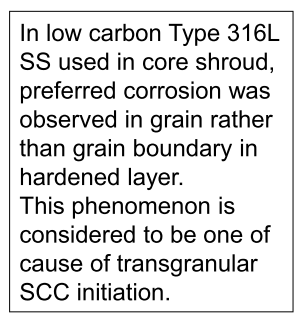 In low carbon Type 316L
SS used in core shroud,
preferred corrosion was
observed in grain rather
than grain boundary in
hardened layer.
This phenomenon is
considered to be one of
cause of transgranular
SCC initiation.